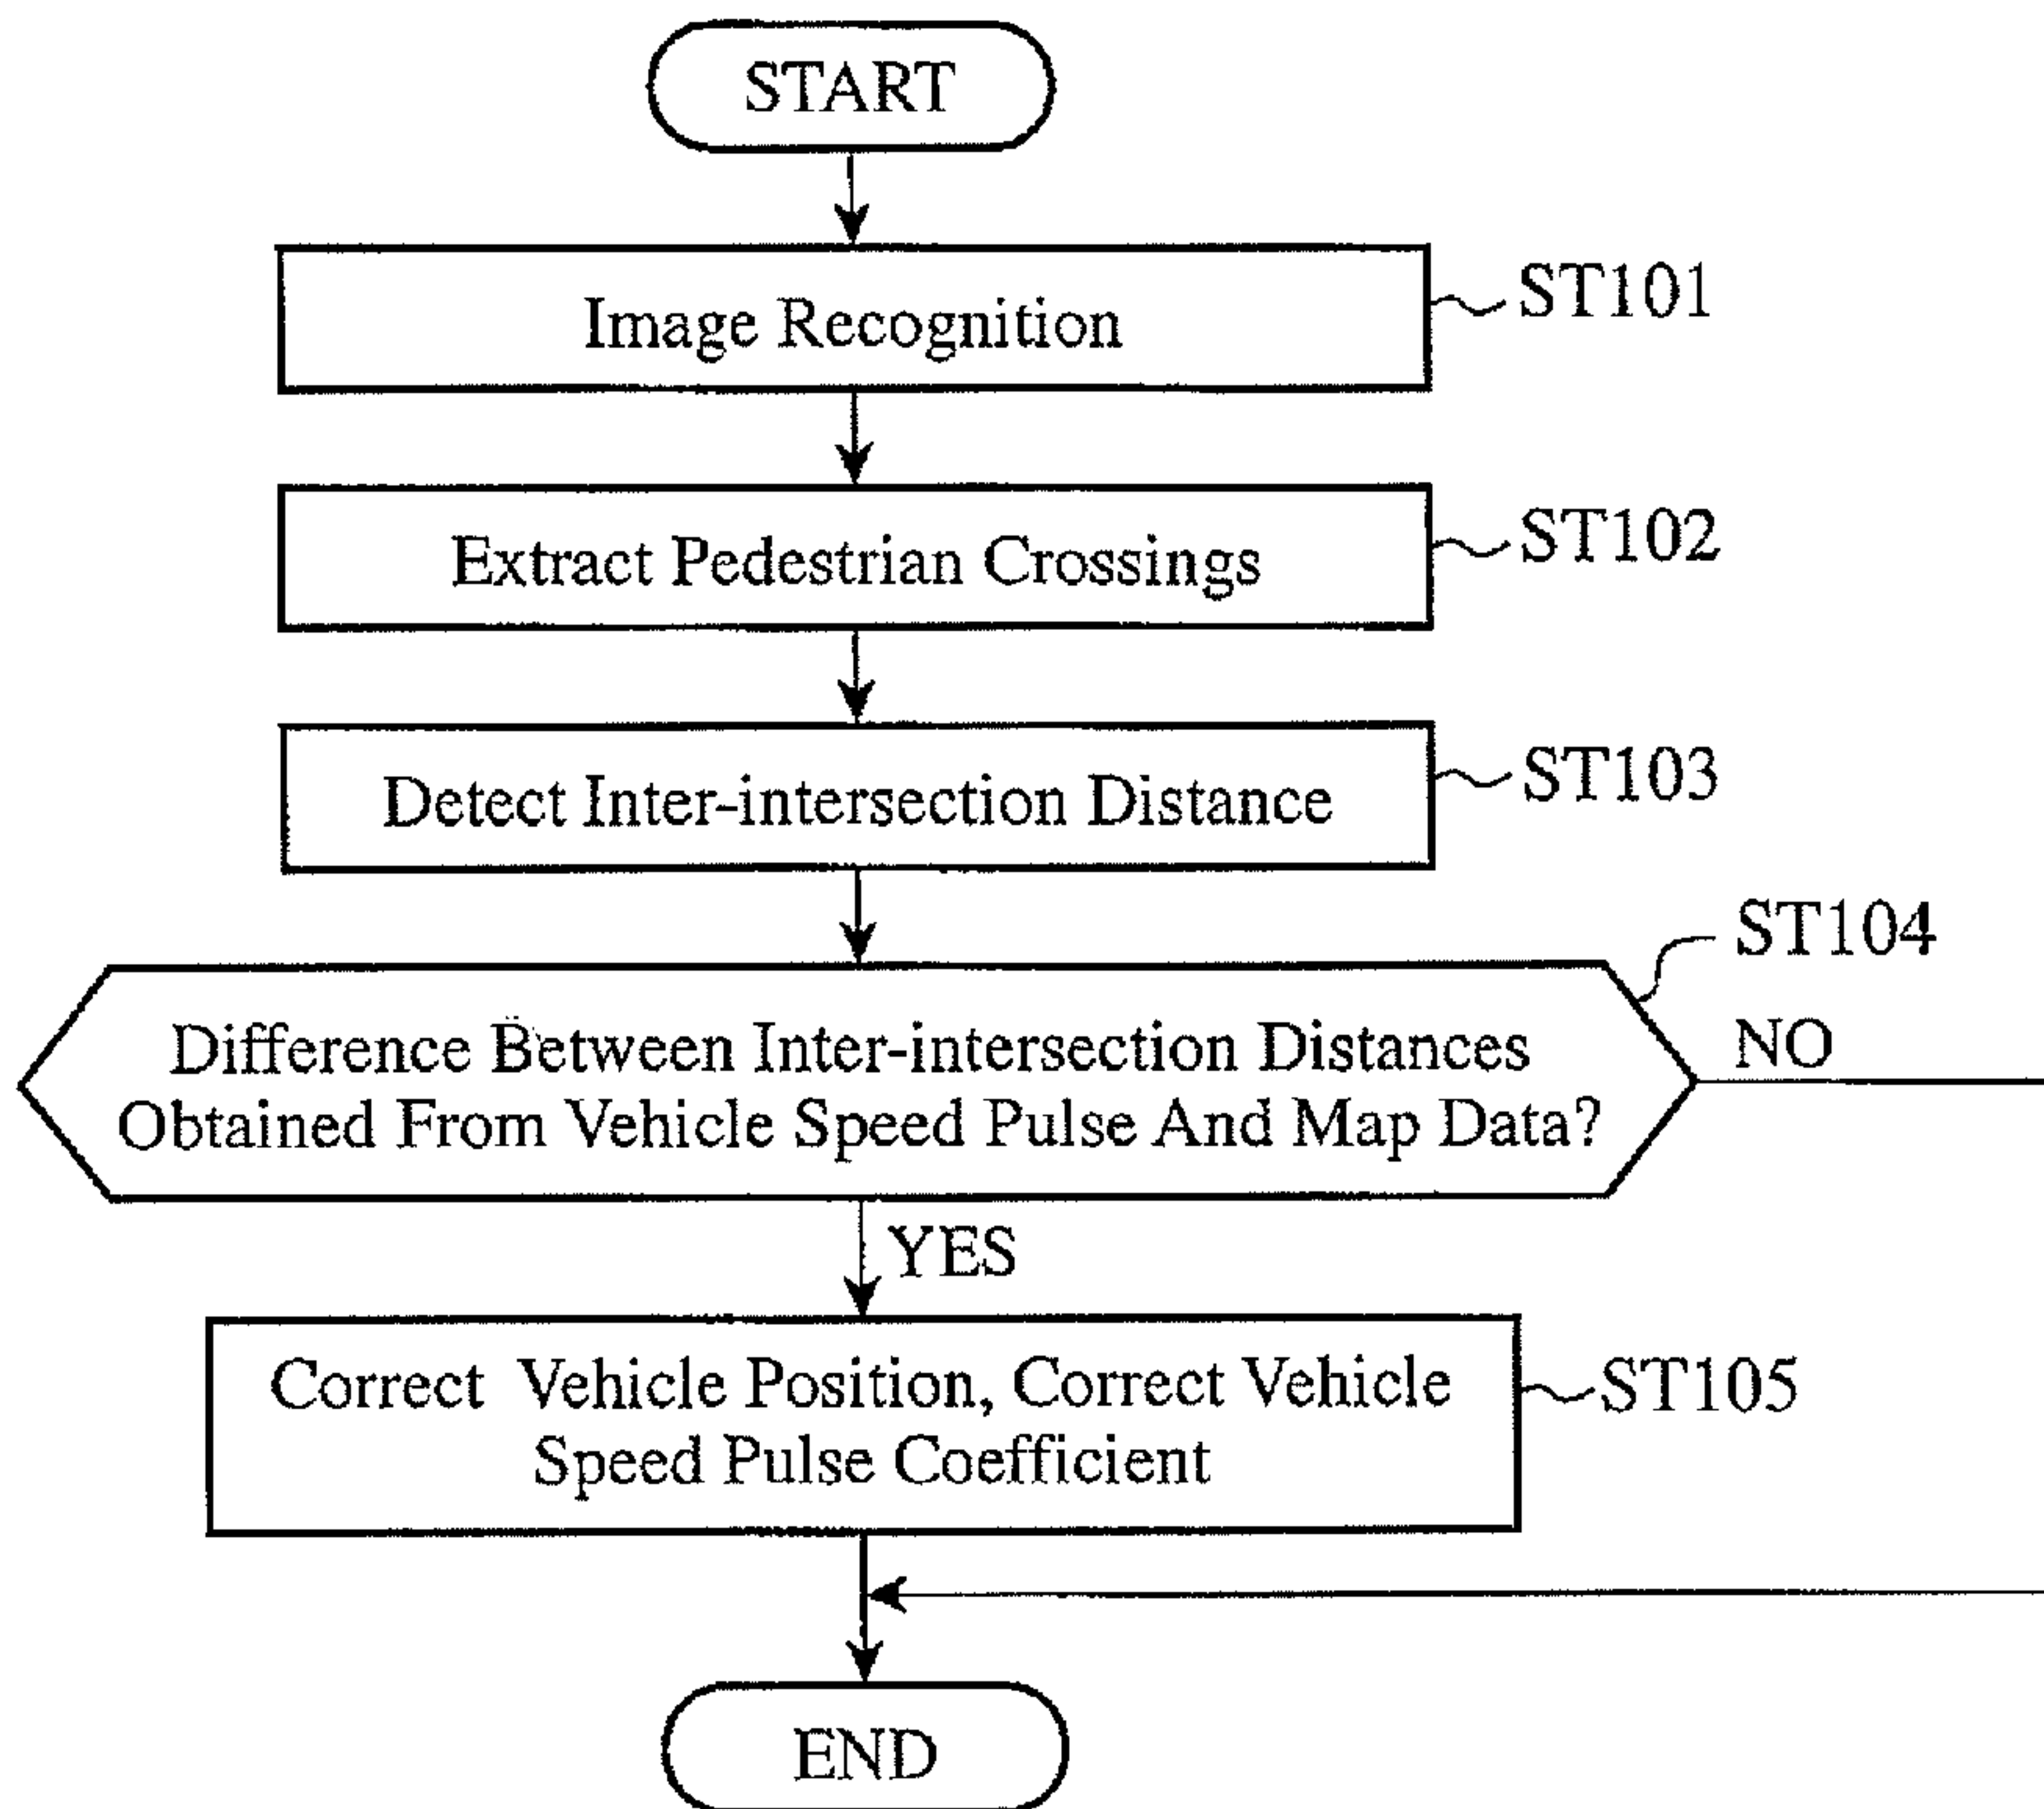 START
Image Recognition
ST101
Extract Pedestrian Crossings
ST102
Detect Inter-intersection Distance
ST103
ST104
Difference Between Inter-intersection Distances
Obtained From Vehicle Speed Pulse And Map Data?
NO
YES
Correct Vehicle Position, Correct Vehicle
Speed Pulse Coefficient
ST105
END